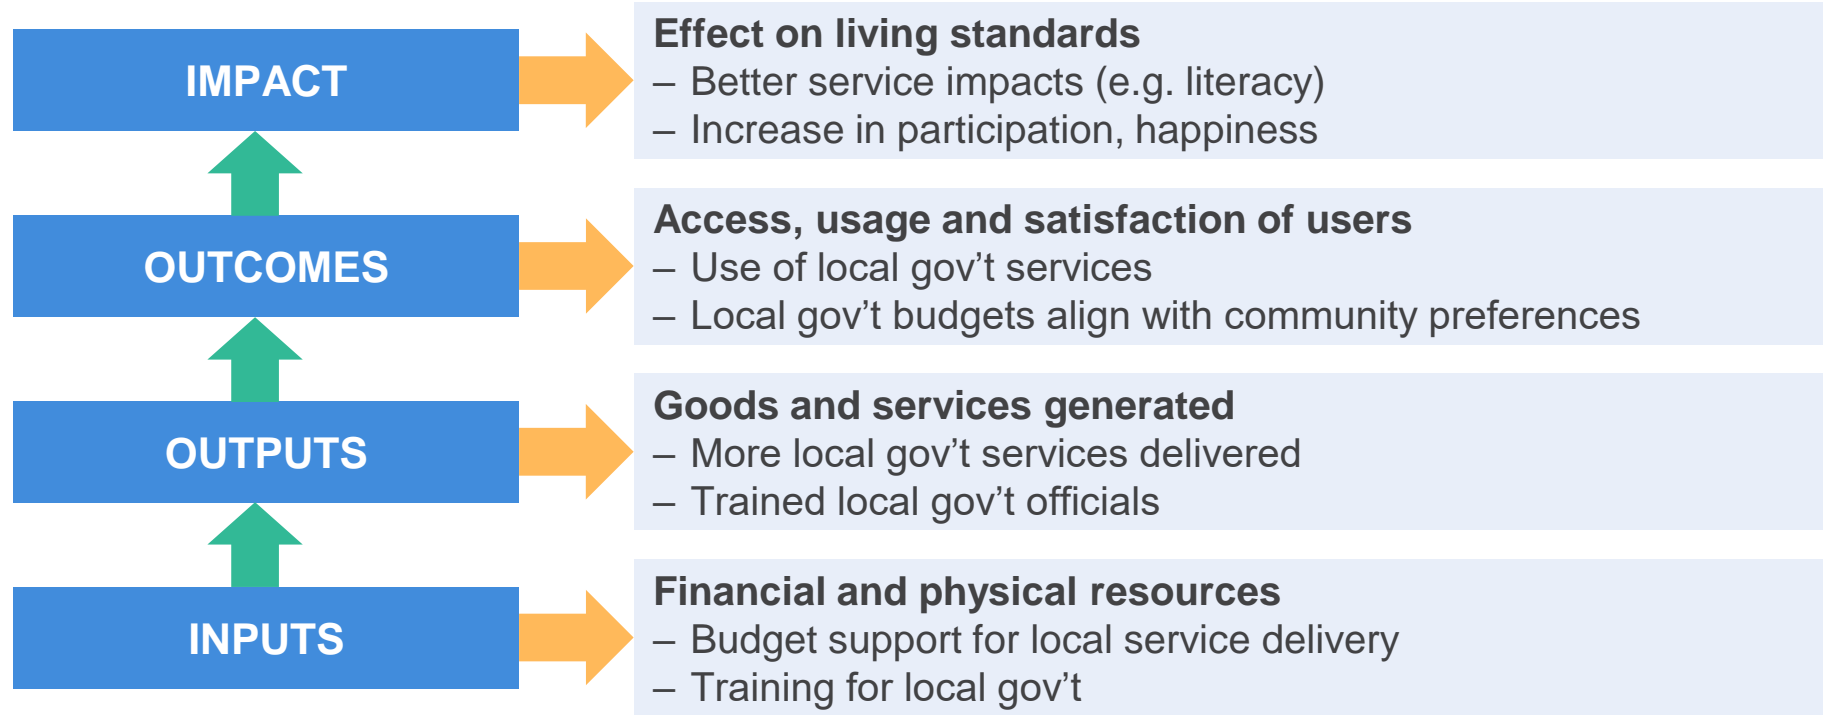 IMPACT
Effect on living standards
– Better service impacts (e.g. literacy)
– Increase in participation, happiness
OUTCOMES
Access, usage and satisfaction of users
– Use of local gov’t services
– Local gov’t budgets align with community preferences
OUTPUTS
Goods and services generated
– More local gov’t services delivered
– Trained local gov’t officials
INPUTS
Financial and physical resources
– Budget support for local service delivery
– Training for local gov’t